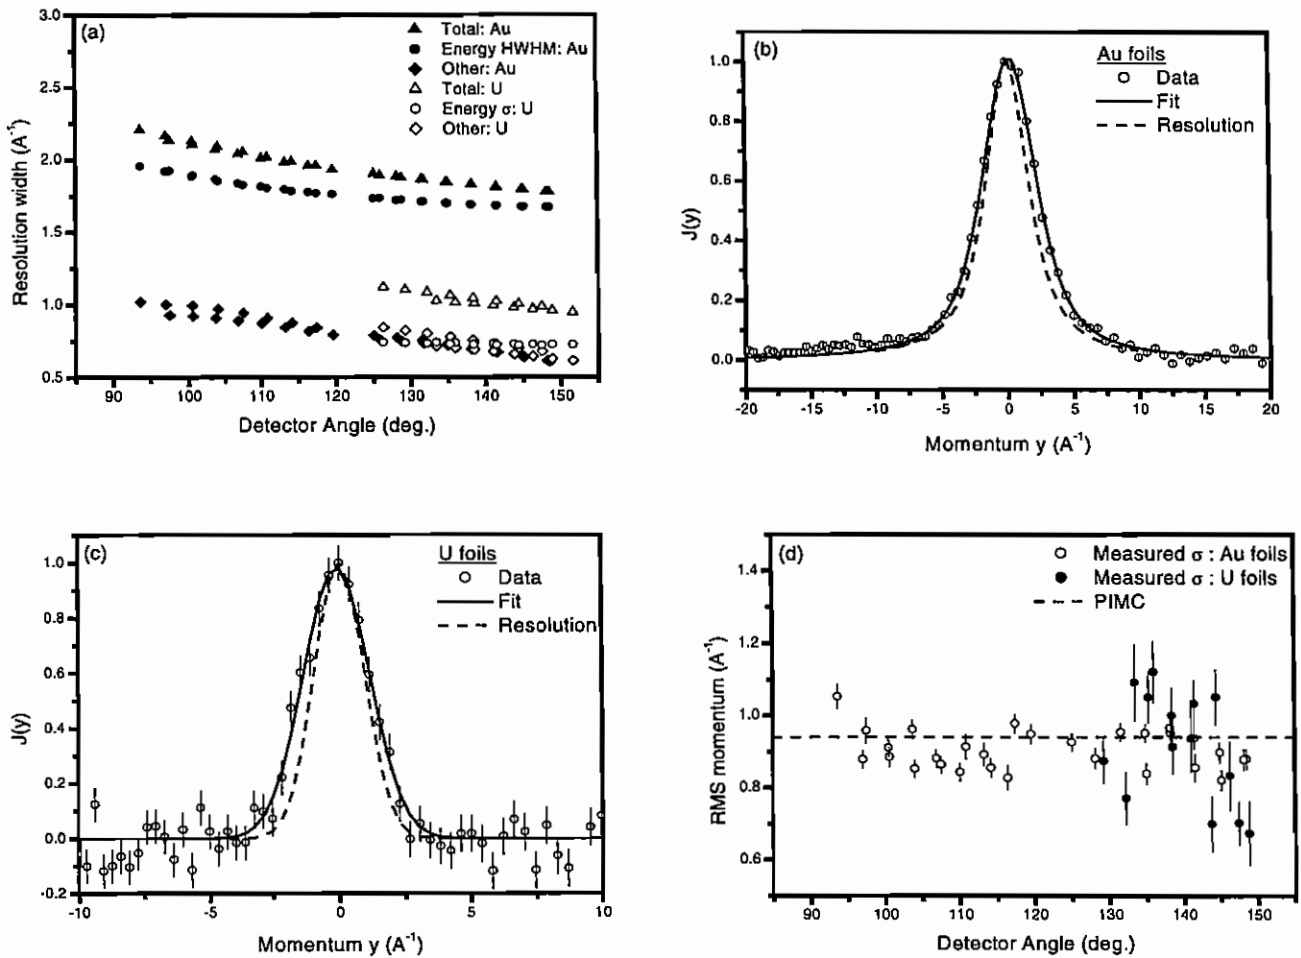 (a)
Total: Au
Energy HWHM: Au
Other: Au
Total: U
Energy σ: U
Other: U
3.0
2.5
2.0
1.5
1.0
0.5
Resolution width (A⁻¹)
90 100 110 120 130 140 150
Detector Angle (deg.)
(b)
Au foils
Data
Fit
Resolution
1.0
0.8
0.6
0.4
0.2
0.0
J(y)
-20 -15 -10 -5 0 5 10 15 20
Momentum y (A⁻¹)
(c)
U foils
Data
Fit
Resolution
1.0
0.8
0.6
0.4
0.2
0.0
-0.2
J(y)
-10 -5 0 5 10
Momentum y (A⁻¹)
(d)
Measured σ : Au foils
Measured σ : U foils
PIMC
1.4
1.2
1.0
0.8
0.6
RMS momentum (A⁻¹)
90 100 110 120 130 140 150
Detector Angle (deg.)